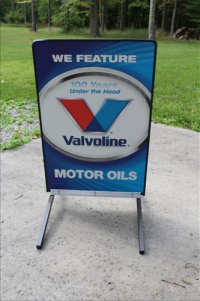 WE FEATURE
100 Years
Under the Hood
Valvoline
MOTOR OILS